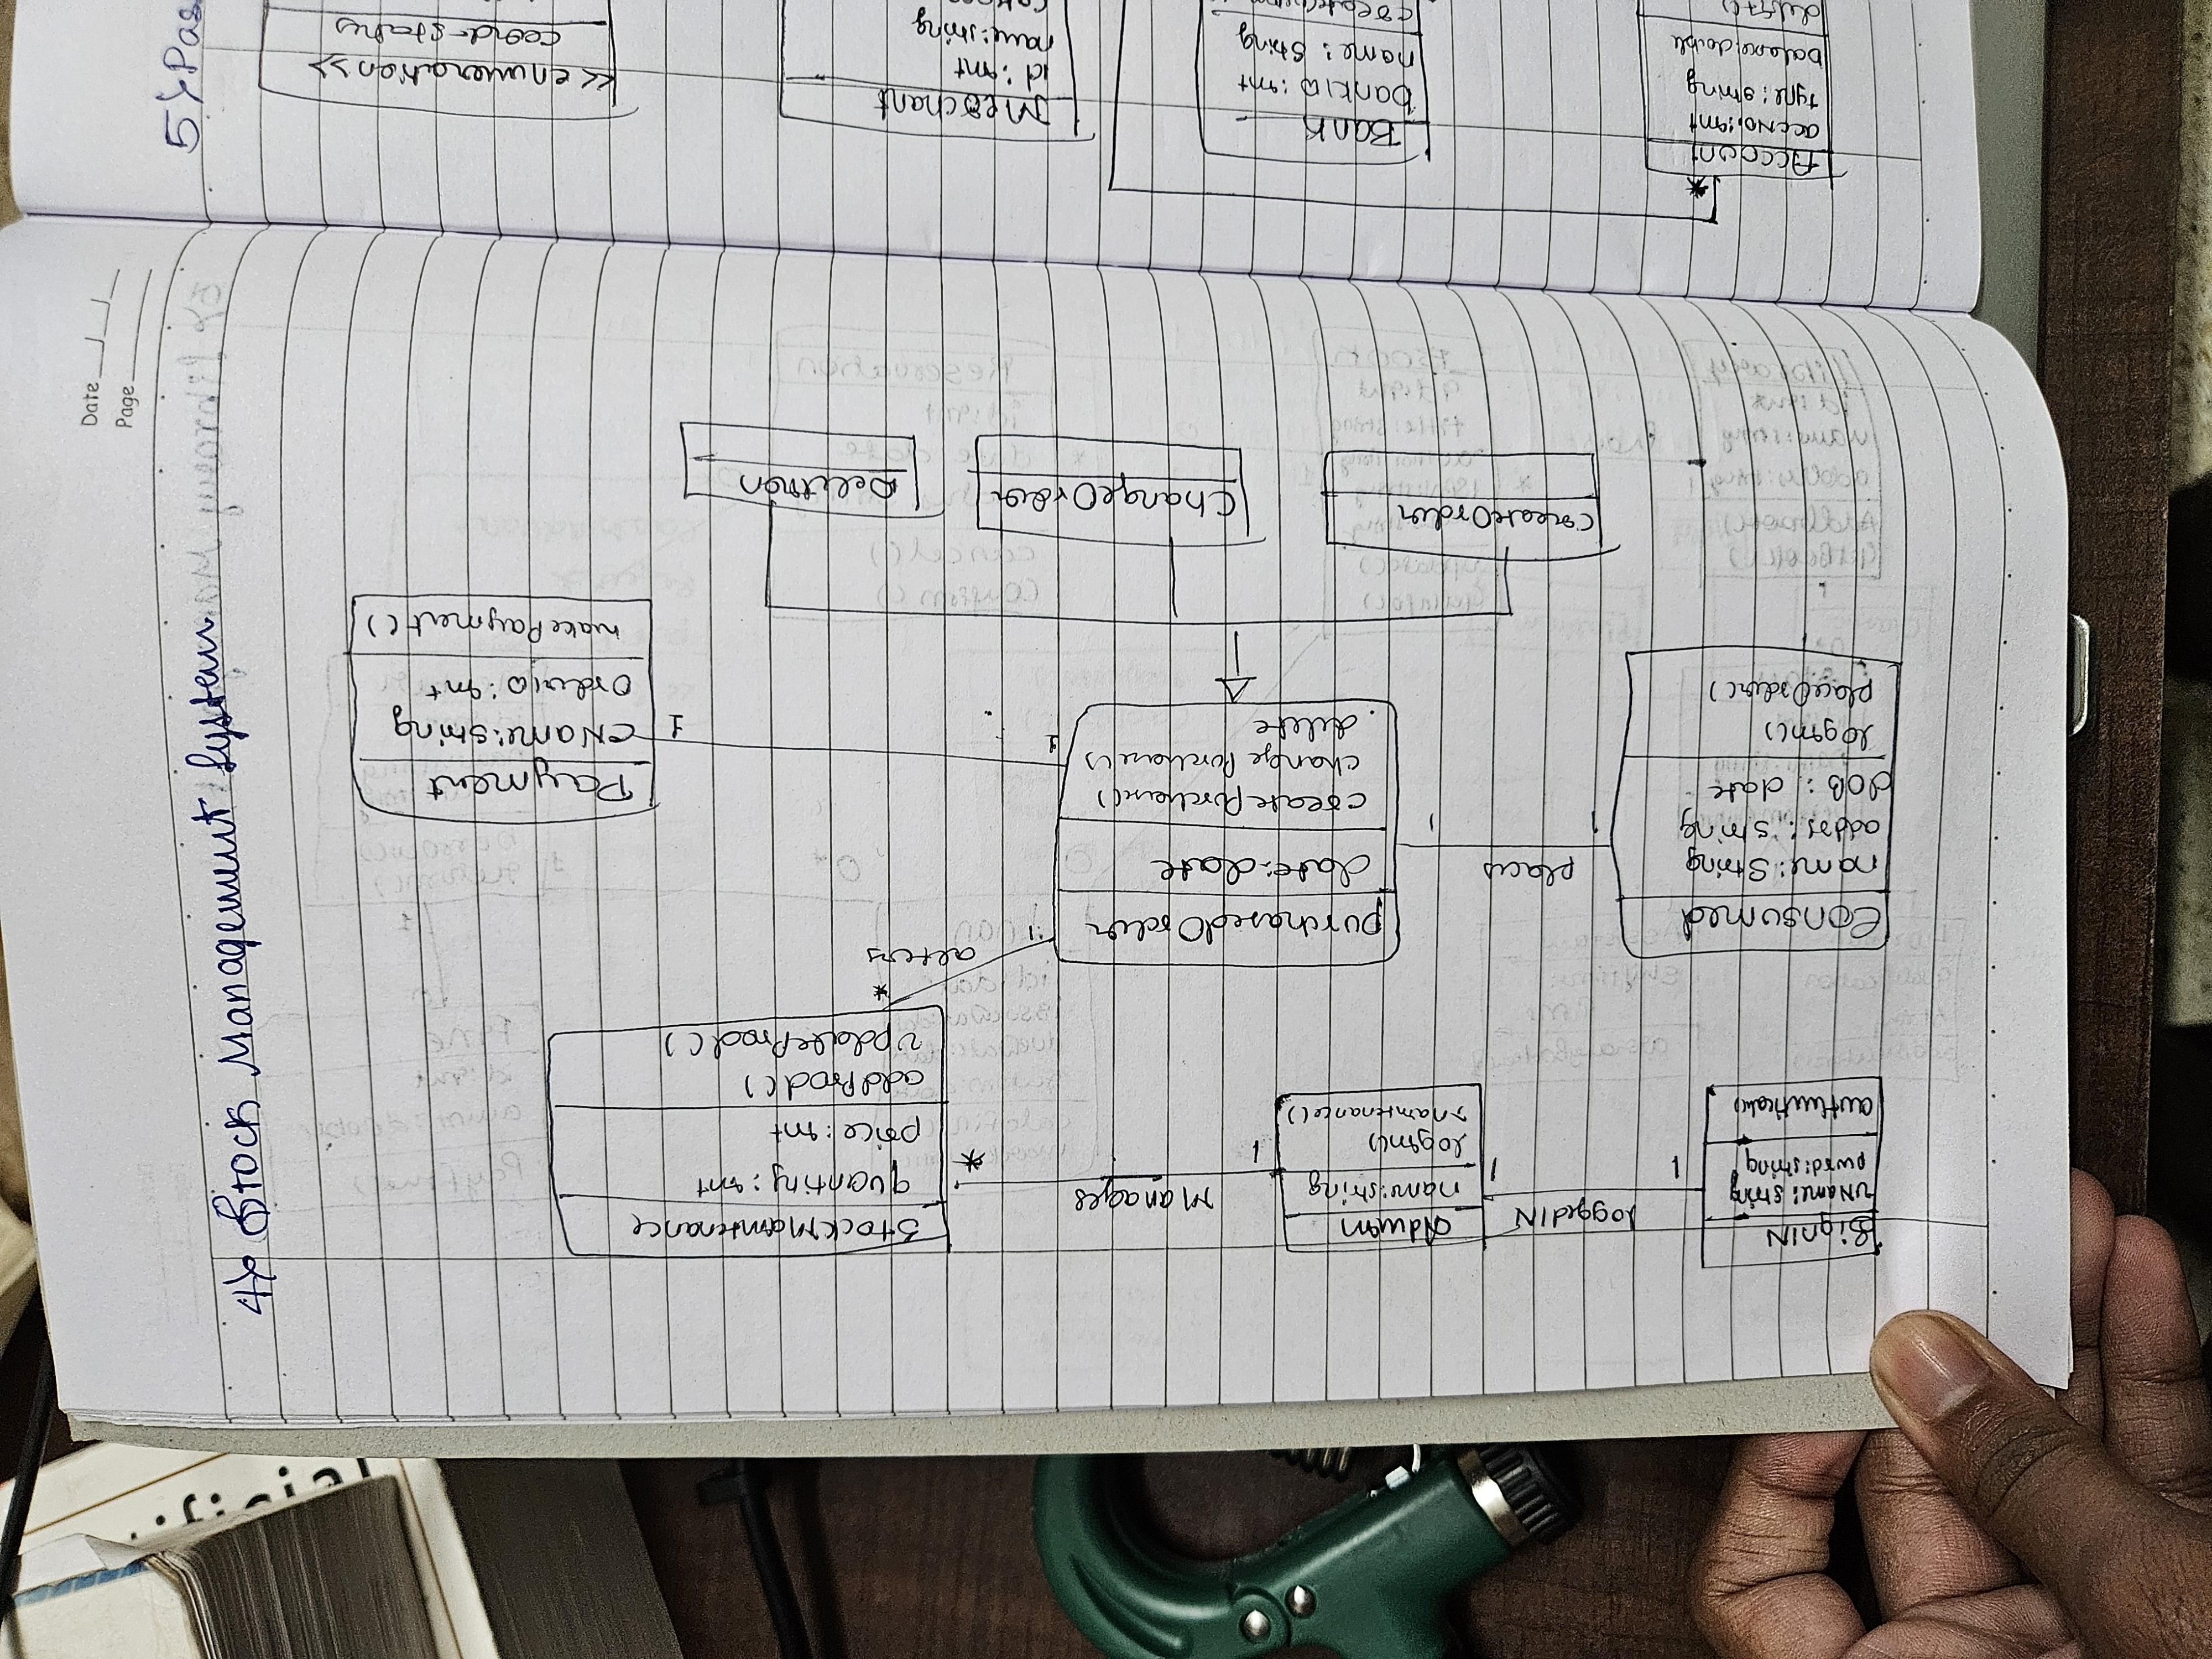 Date
Page
4) Stock Management System
SignIN
UName: string
pwrd: string
authenticate
loggedIN
1
1
Admin
name: string
login()
maintenance()
1
Manages
*
StockMaintenance
quantity: int
price: int
addProd()
updateProd()
*
alters
1
Consumed
name: String
addrs: string
DOB: date
login()
placeOrder()
1
places
1
purchasedOrder
date: date
createPurchase()
change Purchase()
delete
1
1
Payment
CName: string
OrderID: int
makePayment()
CreateOrder
ChangeOrder
Deletion
5) Pas
<<enumeration>>
card-status
Merchant
id: int
name: string
Bank
bankID: int
name: String
*
Account
accNo: int
type: string
balance: double